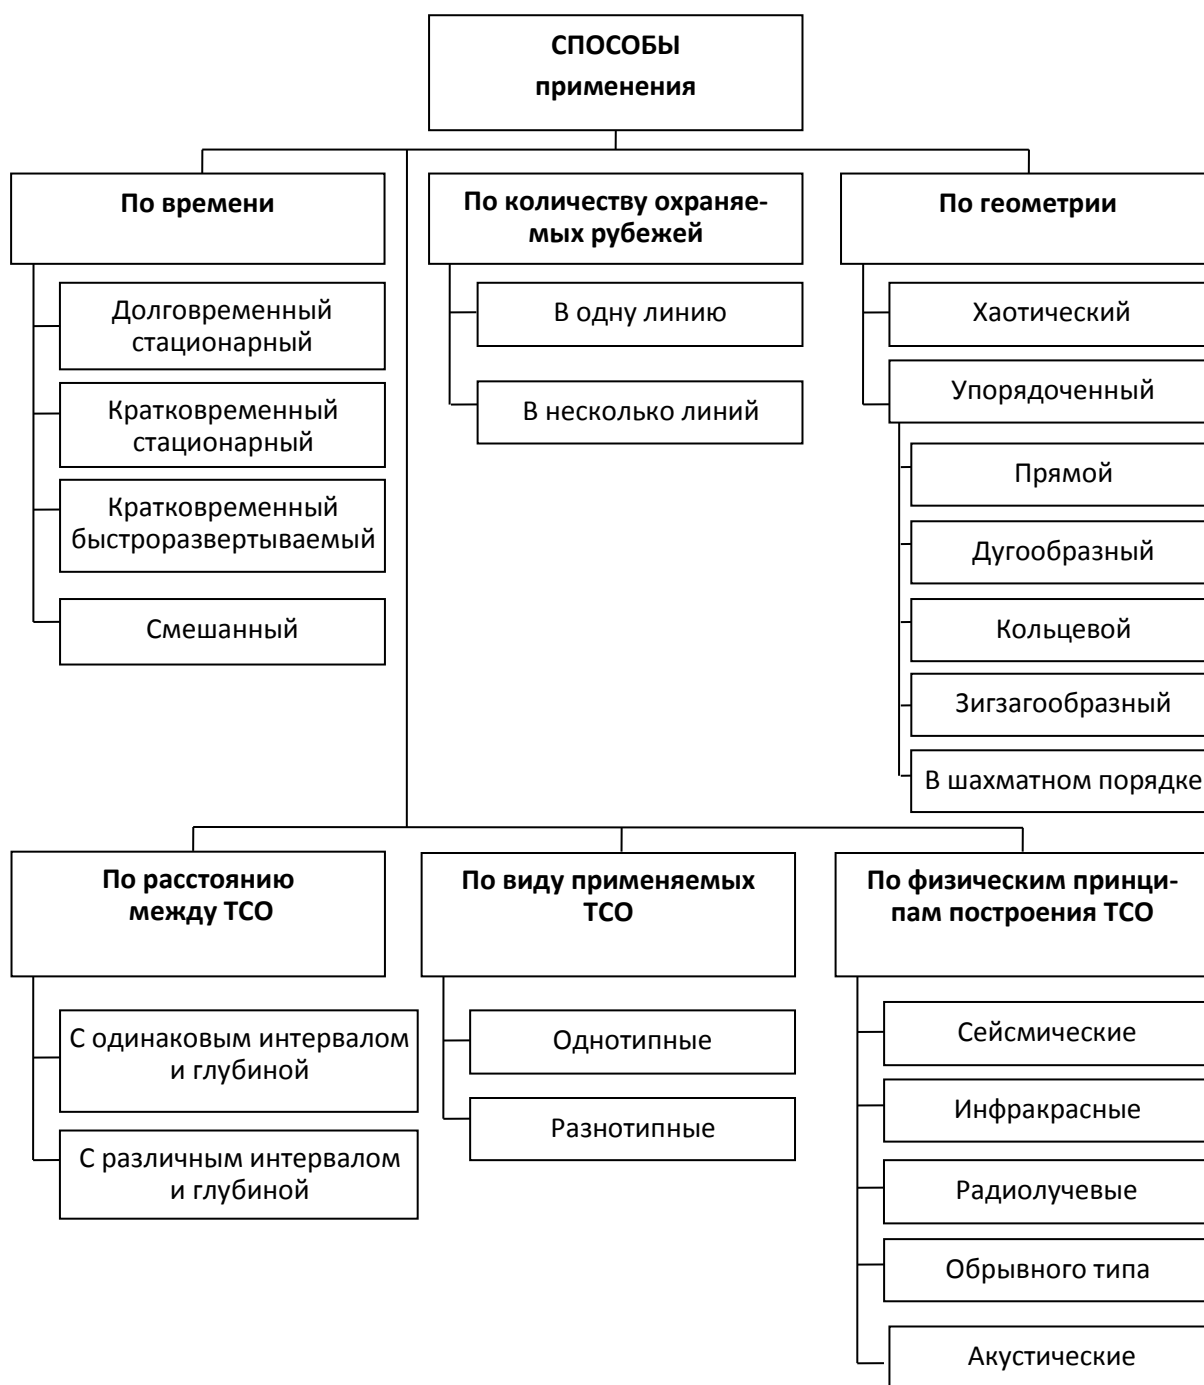 СПОСОБЫ
применения
По времени
Долговременный
стационарный
Кратковременный
стационарный
Кратковременный
быстроразвертываемый
Смешанный
По количеству охраняе-
мых рубежей
В одну линию
В несколько линий
По геометрии
Хаотический
Упорядоченный
Прямой
Дугообразный
Кольцевой
Зигзагообразный
В шахматном порядке
По расстоянию
между ТСО
С одинаковым интервалом
и глубиной
С различным интервалом
и глубиной
По виду применяемых
ТСО
Однотипные
Разнотипные
По физическим принци-
пам построения ТСО
Сейсмические
Инфракрасные
Радиолучевые
Обрывного типа
Акустические